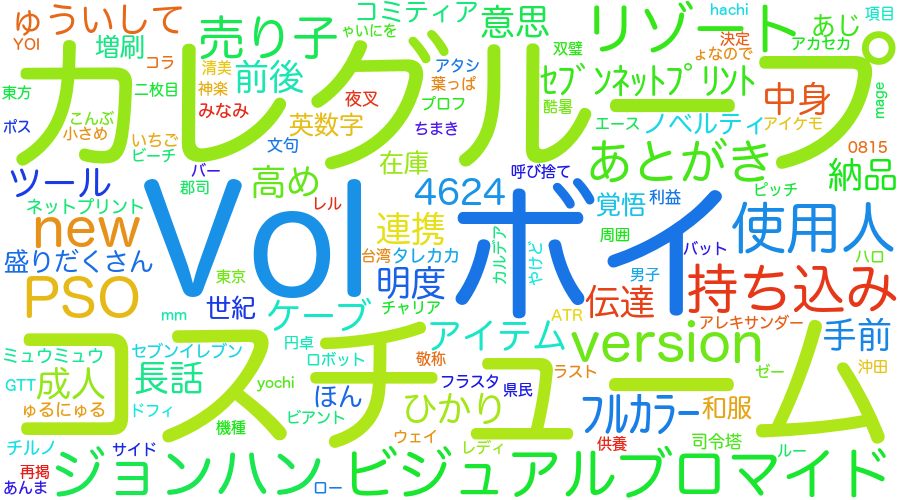 ゅういして
コミティア
意思
リゾート
hachi
項目
YOI
増刷
売り子
ゃいにを
あじ
双璧
決定
アカセカ
ょなので
コラ
清美
前後
アタシ
葉っぱ
カレグループ
ｾﾌﾞﾝﾈｯﾄﾌﾟﾘﾝﾄ
中身
mage
東方
二枚目
神楽
夜叉
プロフ
酷暑
ポス
こんぶ
小さめ
みなみ
英数字
ちまき
エース
ノベルティ
アイケモ
いちご
ビーチ
文句
あとがき
0815
ツール
バー
郡司
高め
在庫
呼び捨て
4624
覚悟
利益
ピッチ
納品
ネットプリント
レル
new
Vol
ボイ
連携
カルデア
やけど
周囲
使用人
盛りだくさん
東京
台湾
タレカカ
バット
ハロ
PSO
世紀
明度
男子
伝達
持ち込み
mm
ケーブ
チャリア
ATR
アレキサンダー
円卓
アイテム
version
手前
ミュウミュウ
セブンイレブン
ロボット
敬称
コスチューム
ラスト
ゼー
沖田
GTT
成人
長話
yochi
ほん
フラスタ
県民
ひかり
フルカラー
和服
ゅるにゅる
ドフィ
機種
ビアント
ウェイ
レディ
供養
司令塔
ルー
チルノ
サイド
再掲
あんま
ジョンハン
ロー
ビジュアルブロマイド